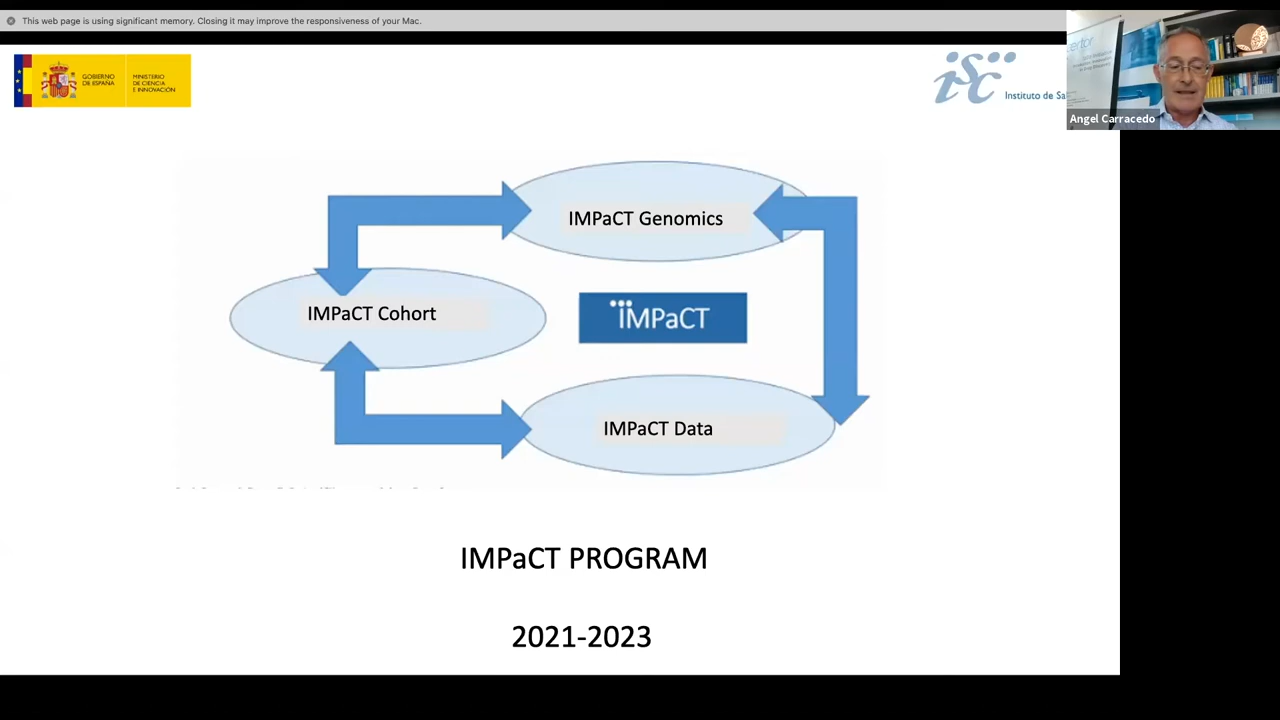 This web page is using significant memory. Closing it may improve the responsiveness of your Mac.
GOBIERNO
DE ESPAÑA
MINISTERIO
DE CIENCIA
E INNOVACIÓN
isc
Instituto de
Angel Carracedo
IMPaCT Genomics
IMPaCT Cohort
IMPaCT
IMPaCT Data
IMPaCT PROGRAM
2021-2023